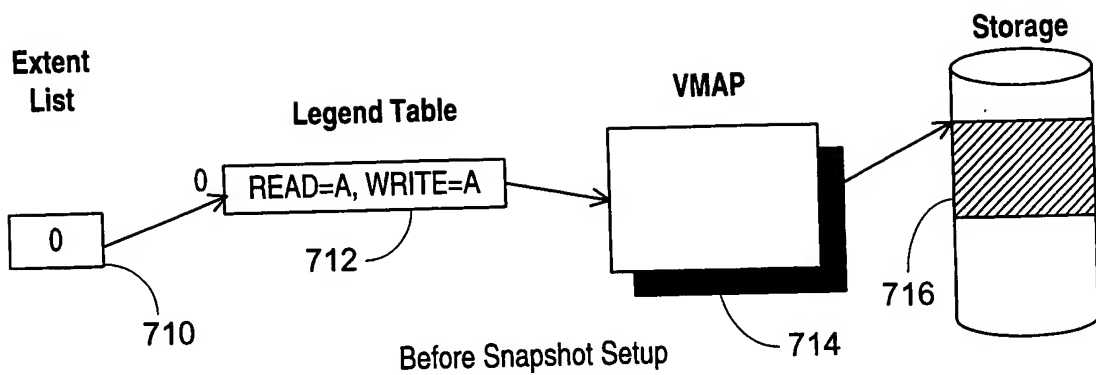 Storage
Extent
List
VMAP
Legend Table
0
READ=A, WRITE=A
0
712
716
710
714
Before Snapshot Setup